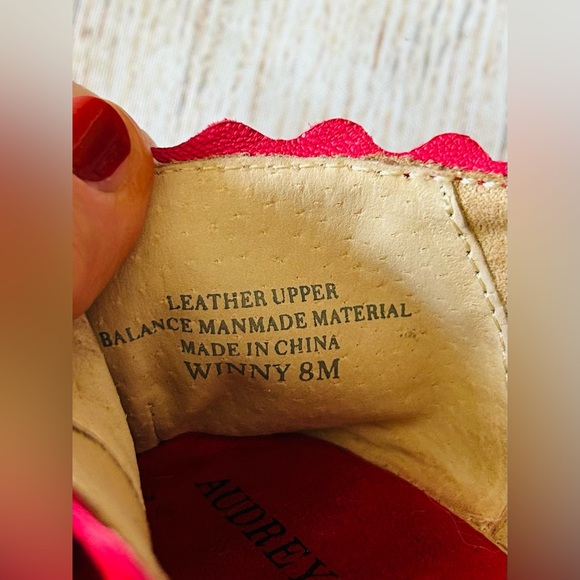 LEATHER UPPER
BALANCE MANMADE MATERIAL
MADE IN CHINA
WINNY 8M
AUDREY